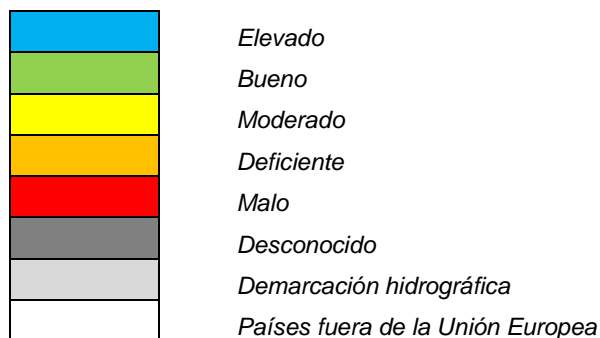 Elevado
Bueno
Moderado
Deficiente
Malo
Desconocido
Demarcación hidrográfica
Países fuera de la Unión Europea